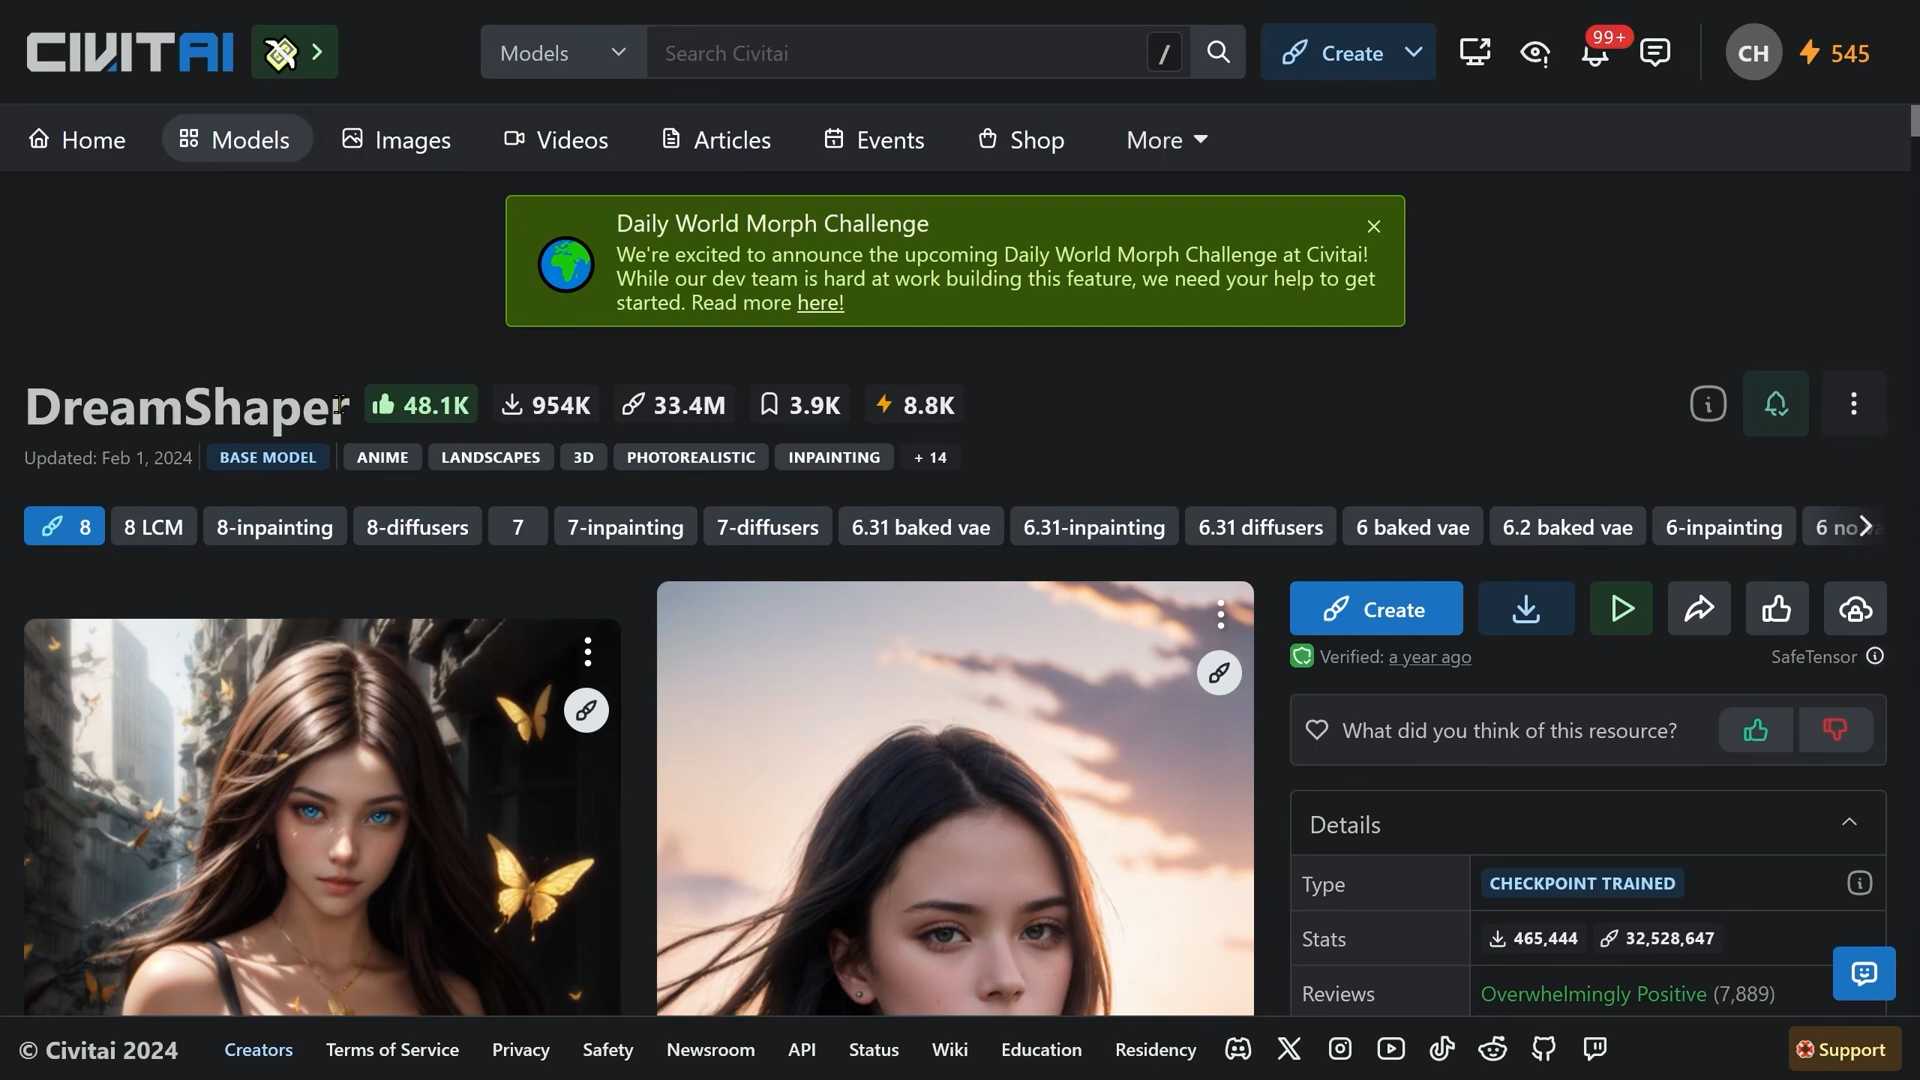 CIVITAI
Models
Search Civitai
/
Create
99+
CH
545
Home
Models
Images
Videos
Articles
Events
Shop
More
Daily World Morph Challenge
We're excited to announce the upcoming Daily World Morph Challenge at Civitai!
While our dev team is hard at work building this feature, we need your help to get
started. Read more here!
DreamShaper 48.1K 954K 33.4M 3.9K 8.8K
Updated: Feb 1, 2024 BASE MODEL ANIME LANDSCAPES 3D PHOTOREALISTIC INPAINTING + 14
8 8 LCM 8-inpainting 8-diffusers 7 7-inpainting 7-diffusers 6.31 baked vae 6.31-inpainting 6.31 diffusers 6 baked vae 6.2 baked vae 6-inpainting 6 no
Create
Verified: a year ago
SafeTensor
What did you think of this resource?
Details
Type CHECKPOINT TRAINED
Stats 465,444 32,528,647
Reviews Overwhelmingly Positive (7,889)
© Civitai 2024 Creators Terms of Service Privacy Safety Newsroom API Status Wiki Education Residency Support